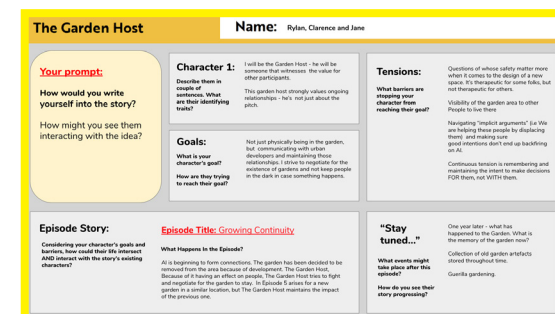 The Garden Host
Name: Rylan, Clarence and Jane
Your prompt:
How would you write
yourself into the story?
How might you see them
interacting with the idea?
Character 1:
Describe them in
couple of
sentences. What
are their identifying
traits?
I will be the Garden Host - he will be
someone that witnesses the value for
other participants.
This garden host strongly values ongoing
relationships - he's not just about the
pitch.
Goals:
What is your
character's goal?
How are they trying
to reach their goal?
Not just physically being in the garden,
but communicating with urban
developers and maintaining those
relationships. I strive to negotiate for the
existence of gardens and not keep people
in the dark in case something happens.
Tensions:
What barriers are
stopping your
character from
reaching their goal?
Questions of whose safety matter more
when it comes to the design of a new
space. It's therapeutic for some folks, but
not therapeutic for others.
Visibility of the garden area to other
People to live there
Navigating "implicit arguments" (i.e We
are helping these people by displacing
them) and making sure
good intentions don't end up backfiring
on AI.
Continuous tension is remembering and
maintaining the intent to make decisions
FOR them, not WITH them.
Episode Story:
Considering your character's goals and
barriers, how could their life intersect
AND interact with the story's existing
characters?
Episode Title: Growing Continuity
What Happens In the Episode?
AI is beginning to form connections. The garden has been decided to be
removed from the area because of development. The Garden Host,
Because of it having an effect on people, The Garden Host tries to fight
and negotiate for the garden to stay. In Episode 5 arises for a new
garden in a similar location, but The Garden Host maintains the impact
of the previous one.
"Stay
tuned..."
What events might
take place after this
episode?
How do you see their
story progressing?
One year later - what has
happened to the Garden. What is
the memory of the garden now?
Collection of old garden artefacts
stored throughout time.
Guerilla gardening.